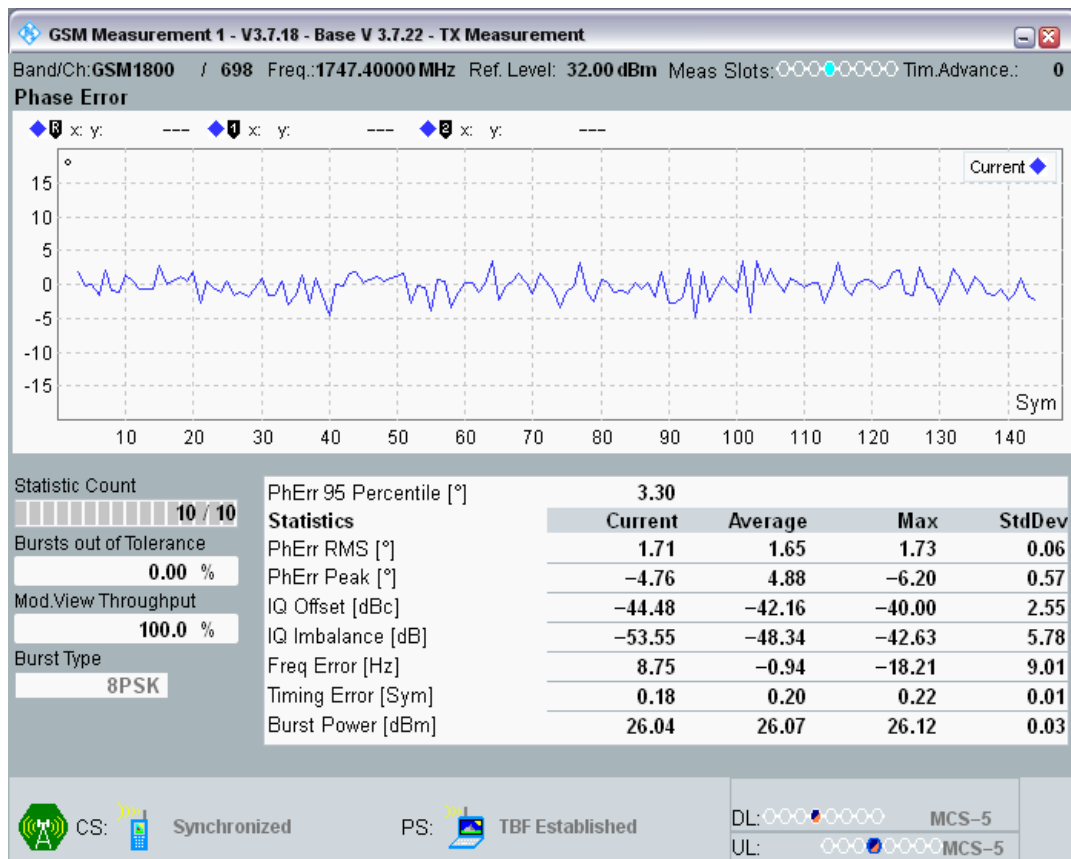 GSM Measurement 1 - V3.7.18 - Base V 3.7.22 - TX Measurement
Band/Ch:GSM1800 / 698 Freq.:1747.40000 MHz Ref. Level: 32.00 dBm Meas Slots: Tim.Advance.: 0
Phase Error
R x: y: --- 1 x: y: --- 2 x: y: ---
°
Current
15
10
5
0
-5
-10
-15
Sym
10 20 30 40 50 60 70 80 90 100 110 120 130 140
Statistic Count
10 / 10
Bursts out of Tolerance
0.00 %
Mod.View Throughput
100.0 %
Burst Type
8PSK
PhErr 95 Percentile [°] 3.30
Statistics Current Average Max StdDev
PhErr RMS [°] 1.71 1.65 1.73 0.06
PhErr Peak [°] −4.76 4.88 −6.20 0.57
IQ Offset [dBc] −44.48 −42.16 −40.00 2.55
IQ Imbalance [dB] −53.55 −48.34 −42.63 5.78
Freq Error [Hz] 8.75 −0.94 −18.21 9.01
Timing Error [Sym] 0.18 0.20 0.22 0.01
Burst Power [dBm] 26.04 26.07 26.12 0.03
CS: Synchronized PS: TBF Established
DL: MCS−5
UL: MCS−5